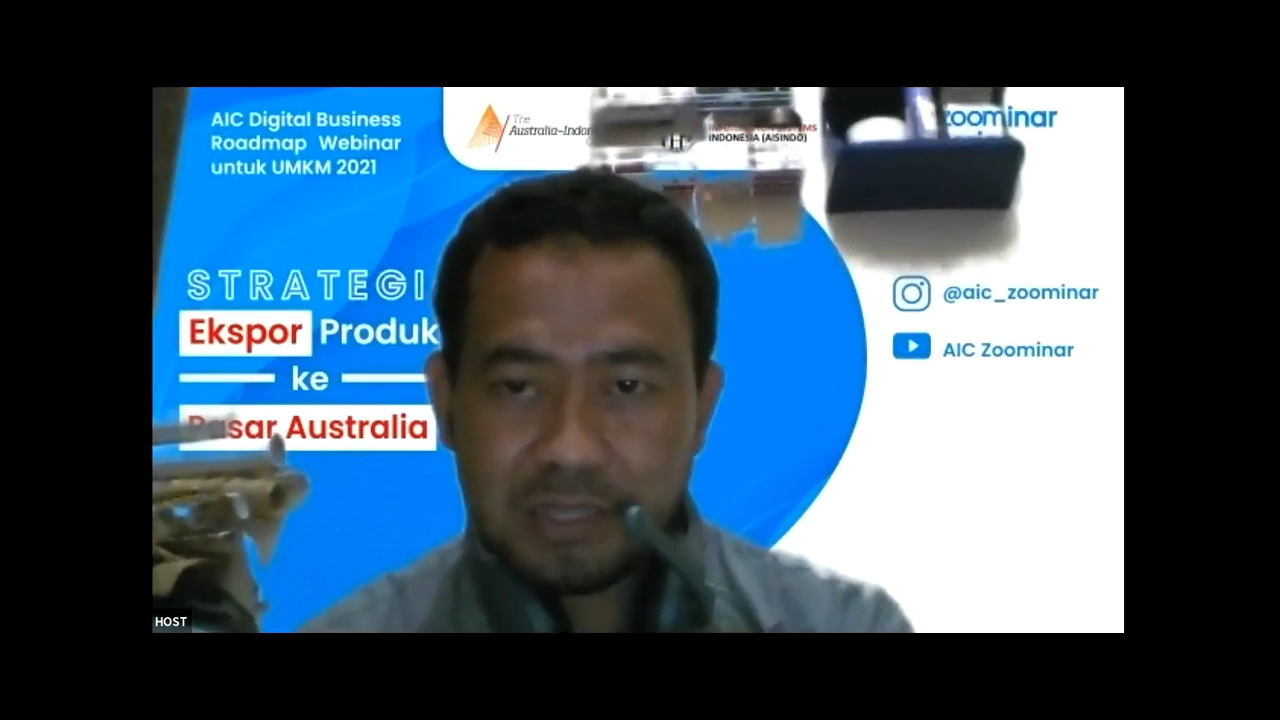 AIC Digital Business
Roadmap Webinar
untuk UMKM 2021
The
Australia-Indon
INDONESIA (AISINDO)
zoominar
STRATEGI
Ekspor Produk
ke
Pasar Australia
@aic_zoominar
AIC Zoominar
HOST